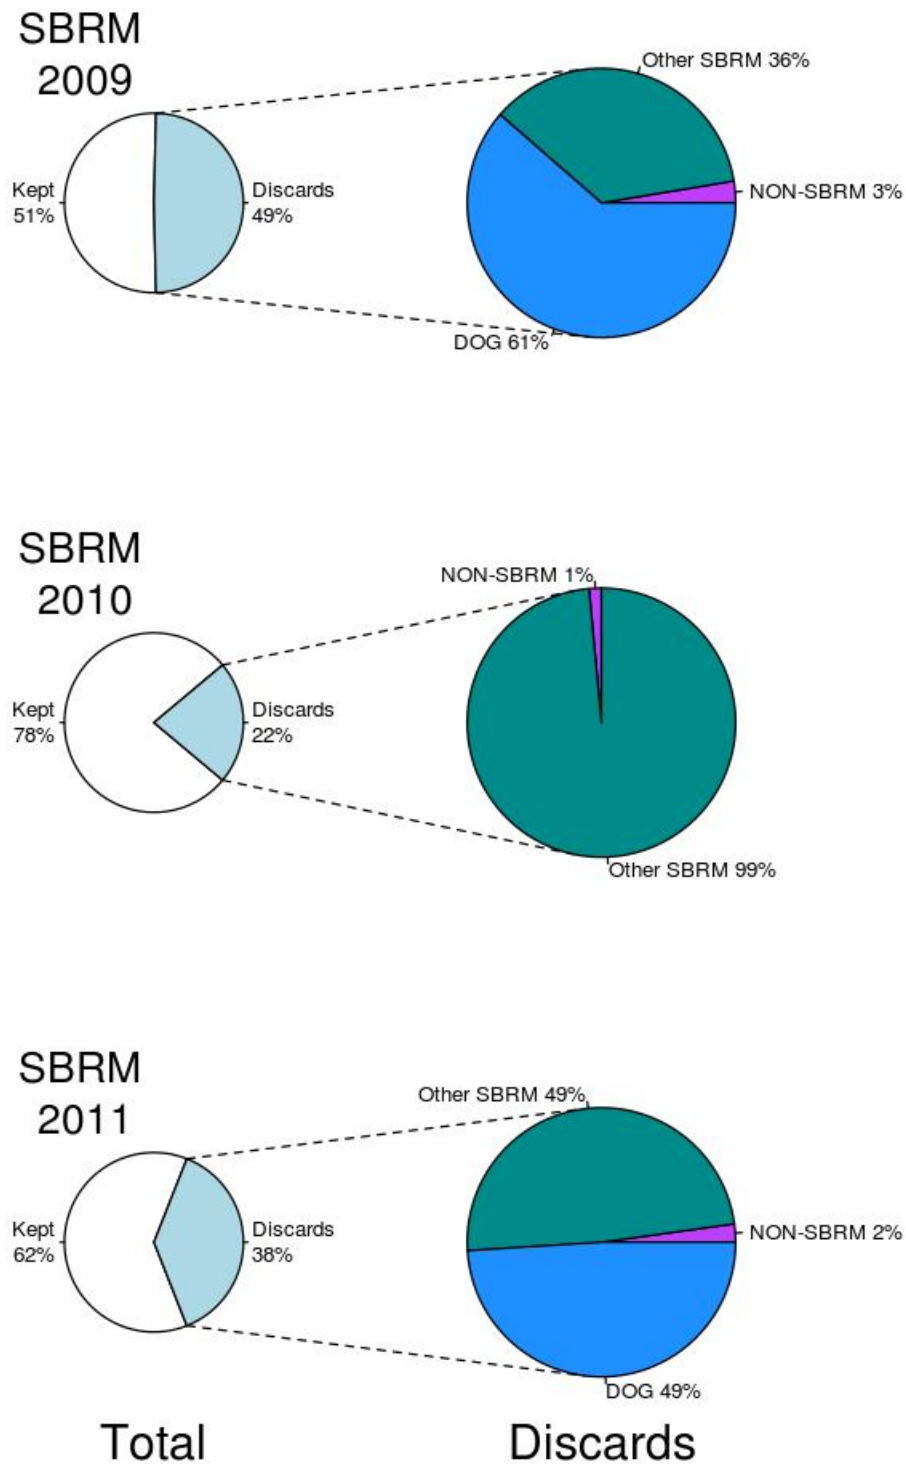 SBRM
2009
Other SBRM 36%
Kept
51%
Discards
49%
NON-SBRM 3%
DOG 61%
SBRM
2010
NON-SBRM 1%
Kept
78%
Discards
22%
Other SBRM 99%
SBRM
2011
Other SBRM 49%
Kept
62%
Discards
38%
NON-SBRM 2%
DOG 49%
Total
Discards